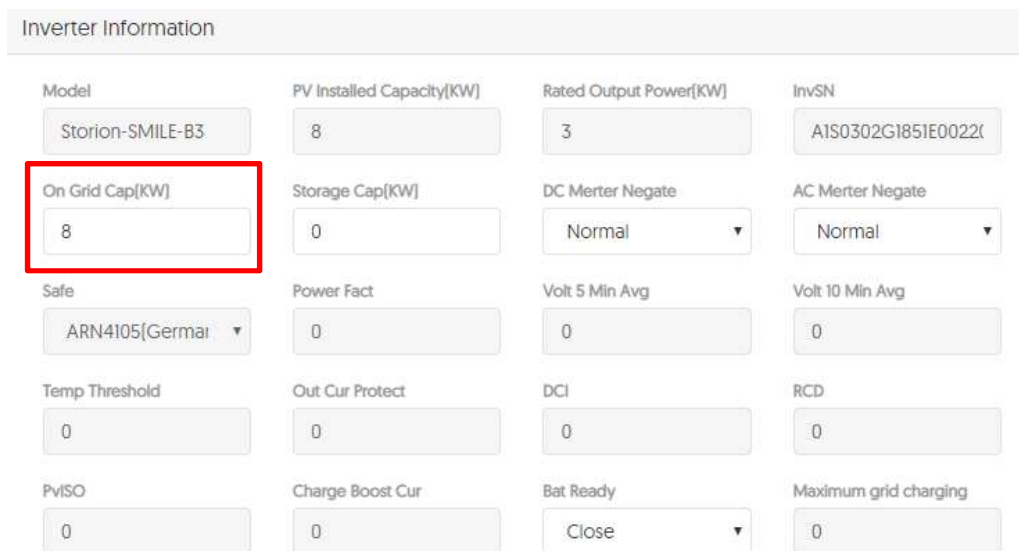 Inverter Information
Model PV Installed Capacity[KW] Rated Output Power[KW] InvSN
Storion-SMILE-B3 8 3 A1S0302G1851E0022(
On Grid Cap[KW] Storage Cap[KW] DC Merter Negate AC Merter Negate
8 0 Normal Normal
Safe Power Fact Volt 5 Min Avg Volt 10 Min Avg
ARN4105(Germar 0 0 0
Temp Threshold Out Cur Protect DCI RCD
0 0 0 0
PvISO Charge Boost Cur Bat Ready Maximum grid charging
0 0 Close 0